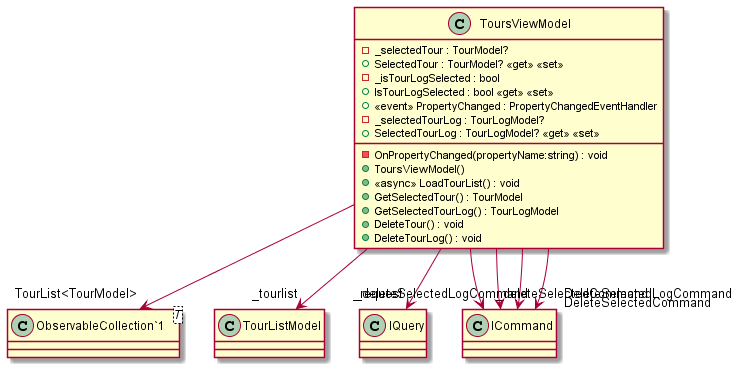 C ToursViewModel
_selectedTour : TourModel?
SelectedTour : TourModel? «get» «set»
_isTourLogSelected : bool
IsTourLogSelected : bool «get» «set»
«event» PropertyChanged : PropertyChangedEventHandler
_selectedTourLog : TourLogModel?
SelectedTourLog : TourLogModel? «get» «set»
OnPropertyChanged(propertyName:string) : void
ToursViewModel()
«async» LoadTourList() : void
GetSelectedTour() : TourModel
GetSelectedTourLog() : TourLogModel
DeleteTour() : void
DeleteTourLog() : void
TourList<TourModel>
_tourlist
DeleteSelectedCommand
C ObservableCollection`1
T
C TourListModel
C IQuery
C ICommand